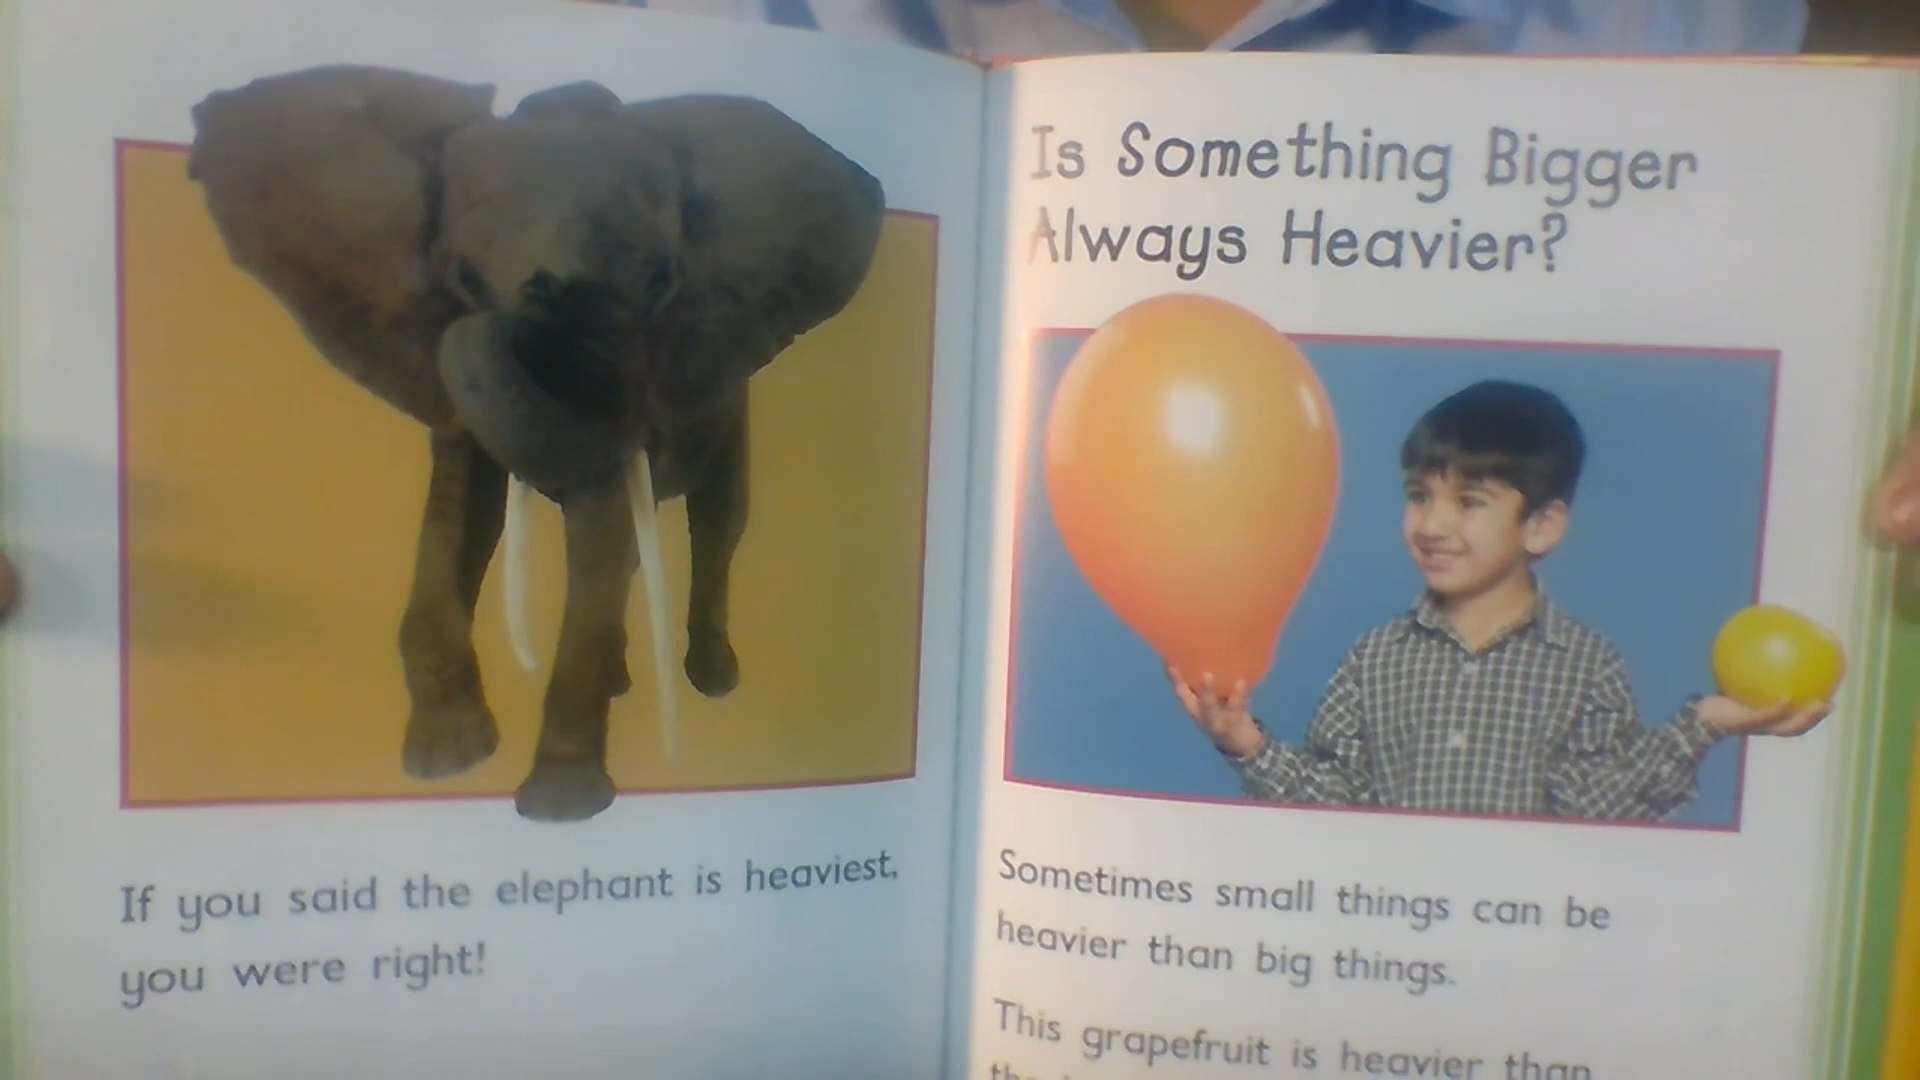 If you said the elephant is heaviest,
you were right!
Is Something Bigger
Always Heavier?
Sometimes small things can be
heavier than big things.
This grapefruit is heavier than